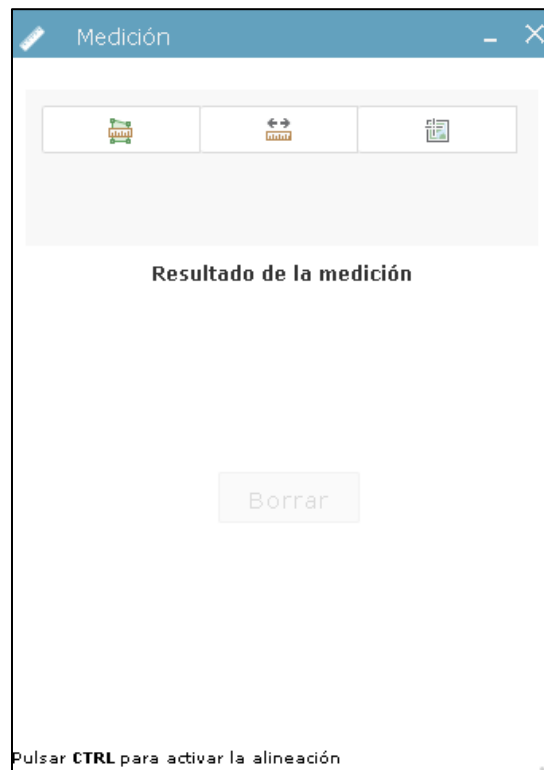 Medición
Resultado de la medición
Borrar
Pulsar CTRL para activar la alineación